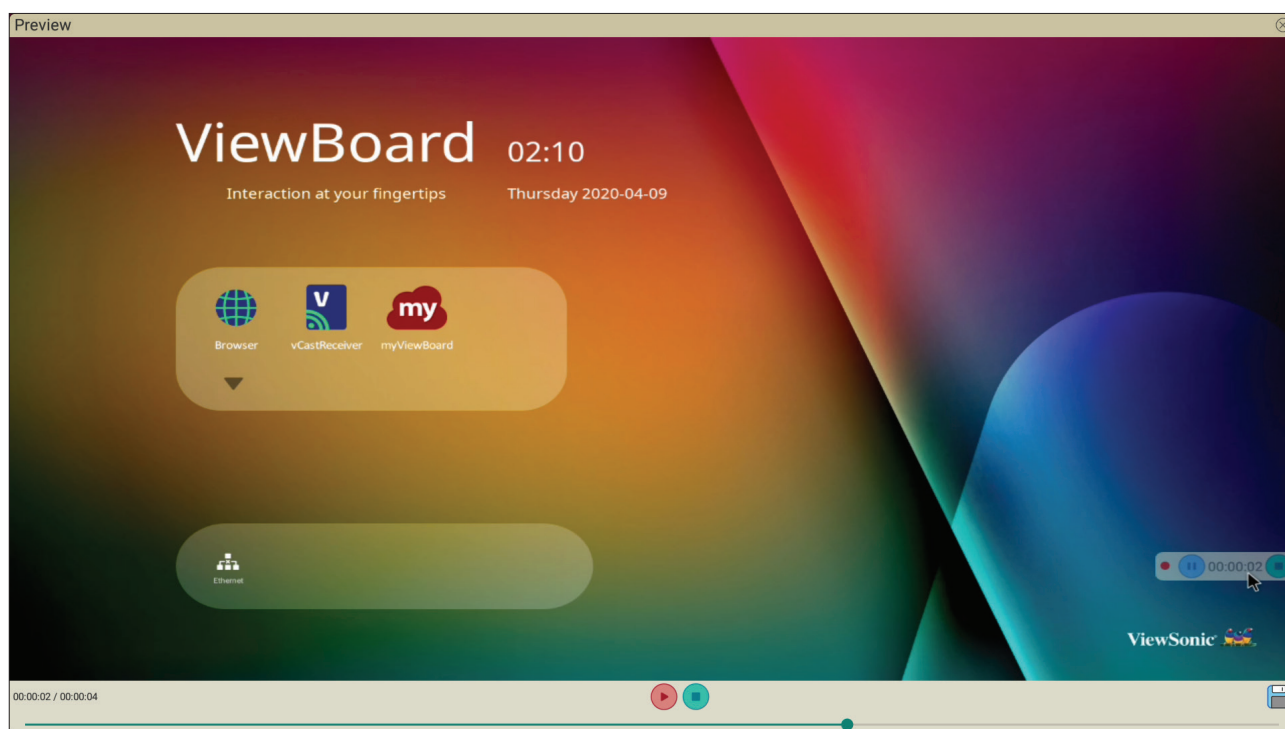 Preview
ViewBoard 02:10
Interaction at your fingertips Thursday 2020-04-09
V my
Browser vCastReceiver myViewBoard
Ethernet
00:00:02
ViewSonic
00:00:02 / 00:00:04